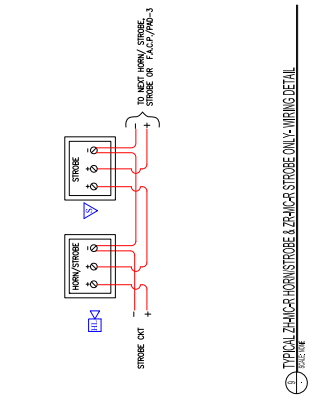 TO NEXT HORN/ STROBE,
STROBE OR F.A.C.P./PAD-3
- +
STROBE
+ + -
S
HORN/STROBE
+ + -
H
STROBE CKT
- +
TYPICAL ZH-MC-R HORN/STROBE & ZR-MC-R STROBE ONLY- WIRING DETAIL
SCALE: NONE